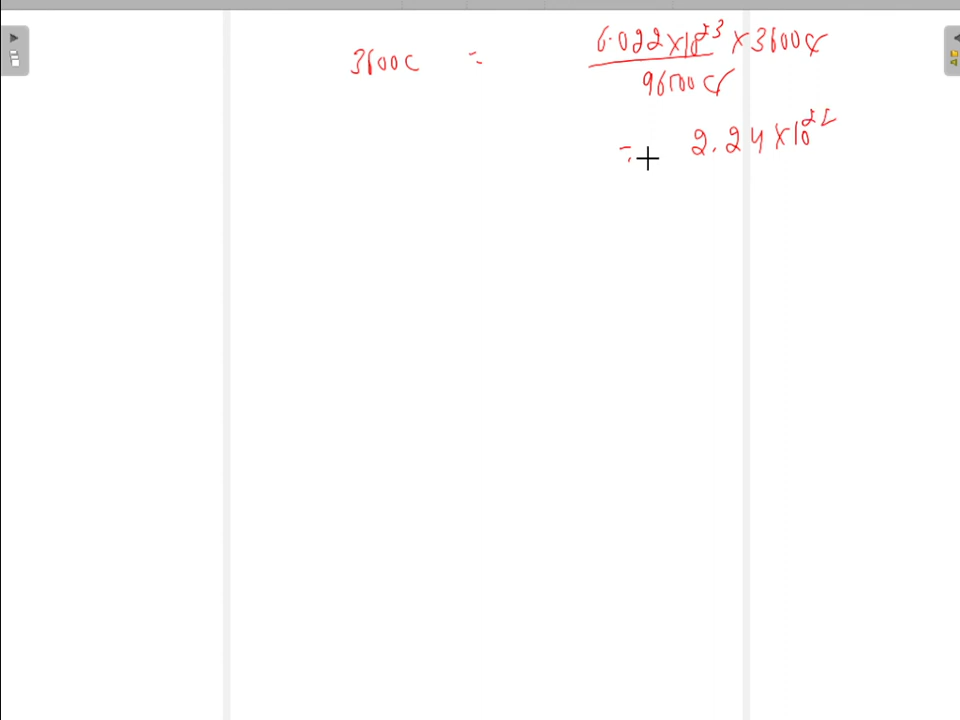 3600C = 6.022×10²³ × 3600C
96500C
= 2.24×10²²